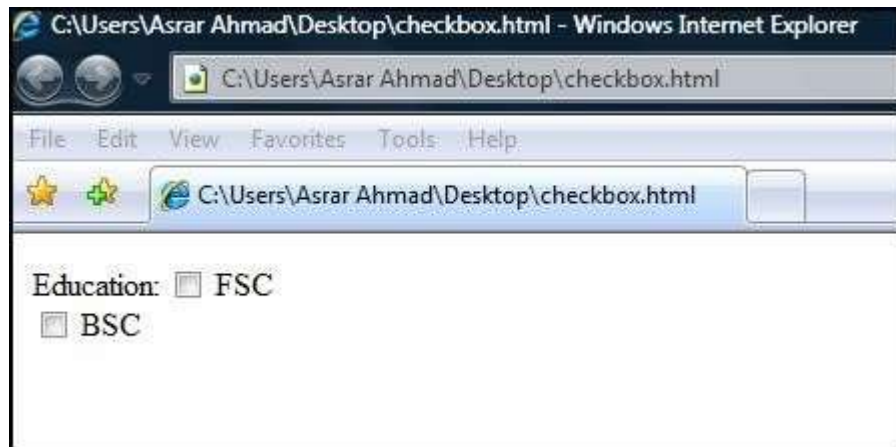 C:\Users\Asrar Ahmad\Desktop\checkbox.html - Windows Internet Explorer
C:\Users\Asrar Ahmad\Desktop\checkbox.html
File Edit View Favorites Tools Help
C:\Users\Asrar Ahmad\Desktop\checkbox.html
Education: FSC
BSC